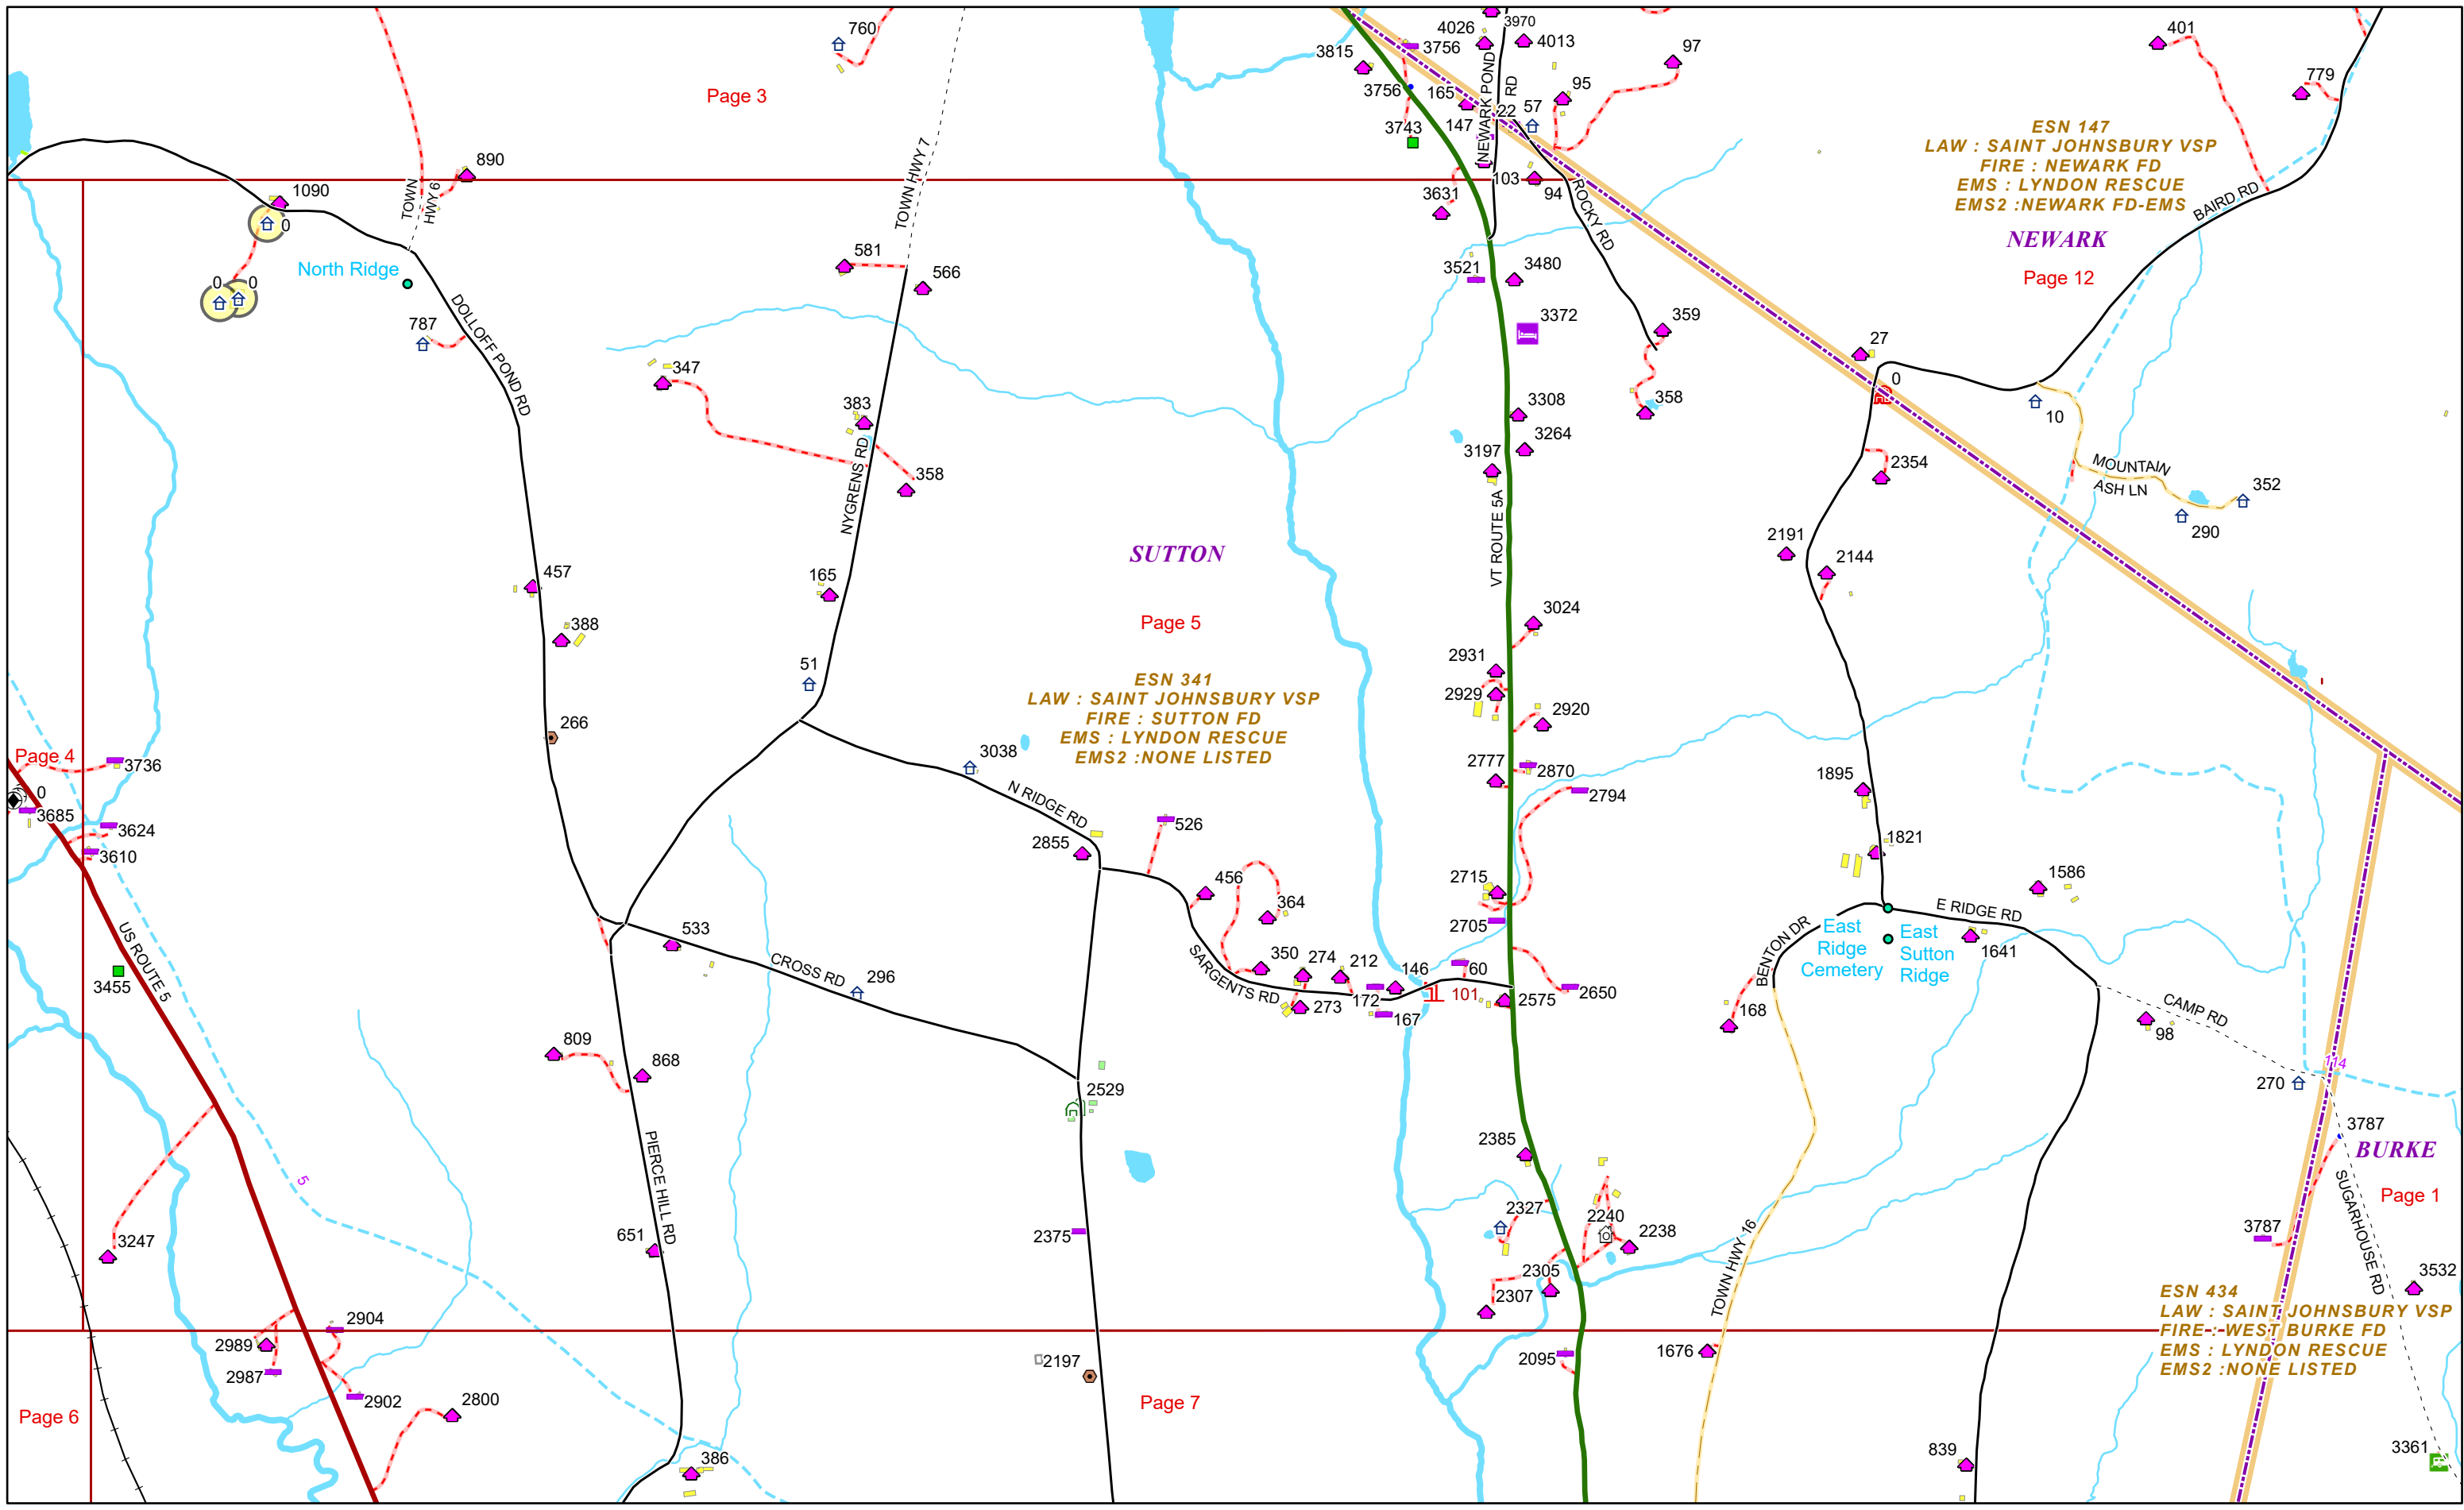 760
4026
3970
4013
97
401
3815
3756
Page 3
3756
165
NEWARK POND RD
22
57
95
779
3743
147
ESN 147
LAW : SAINT JOHNSBURY VSP
FIRE : NEWARK FD
EMS : LYNDON RESCUE
EMS2 :NEWARK FD-EMS
NEWARK
Page 12
BAIRD RD
890
1090
0
TOWN HWY 6
TOWN HWY 7
103
94
3631
ROCKY RD
North Ridge
0
0
581
566
3521
3480
3372
359
27
0
787
DOLLOFF POND RD
347
383
358
NYGRENS RD
3308
3264
3197
358
10
2354
MOUNTAIN
ASH LN
352
290
VT ROUTE 5A
SUTTON
2191
2144
457
165
388
Page 5
3024
51
2931
2929
2920
ESN 341
LAW : SAINT JOHNSBURY VSP
FIRE : SUTTON FD
EMS : LYNDON RESCUE
EMS2 :NONE LISTED
266
3038
Page 4
3736
0
3685
3624
3610
2777
2870
2794
1895
N RIDGE RD
526
2855
1821
1586
456
364
2715
2705
533
US ROUTE 5
3455
CROSS RD
296
SARGENTS RD
350
274
212
146
60
172
101
273
167
2575
2650
BENTON DR
East
Ridge
Cemetery
East
Sutton
Ridge
E RIDGE RD
1641
168
CAMP RD
98
809
868
2529
270
114
3787
BURKE
Page 1
PIERCE HILL RD
2385
5
2327
2240
2238
3247
651
2375
TOWN HWY 16
3787
SUGARHOUSE RD
2305
2307
3532
ESN 434
LAW : SAINT JOHNSBURY VSP
FIRE : WEST BURKE FD
EMS : LYNDON RESCUE
EMS2 :NONE LISTED
2904
2989
2987
2902
2800
2197
2095
1676
Page 6
Page 7
386
839
3361